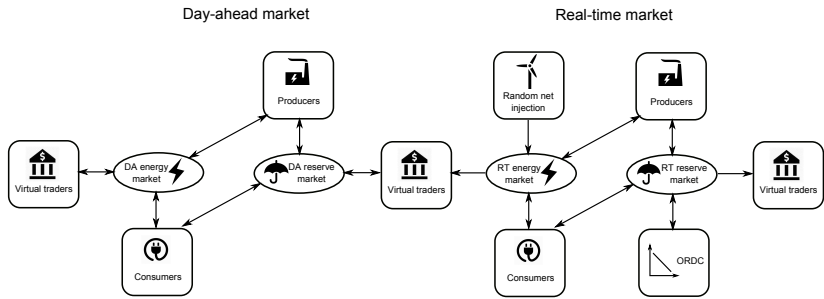 Day-ahead market
Real-time market
Producers
Random net
injection
Producers
$
Virtual traders
DA energy
market
DA reserve
market
$
Virtual traders
RT energy
market
RT reserve
market
$
Virtual traders
Consumers
Consumers
ORDC